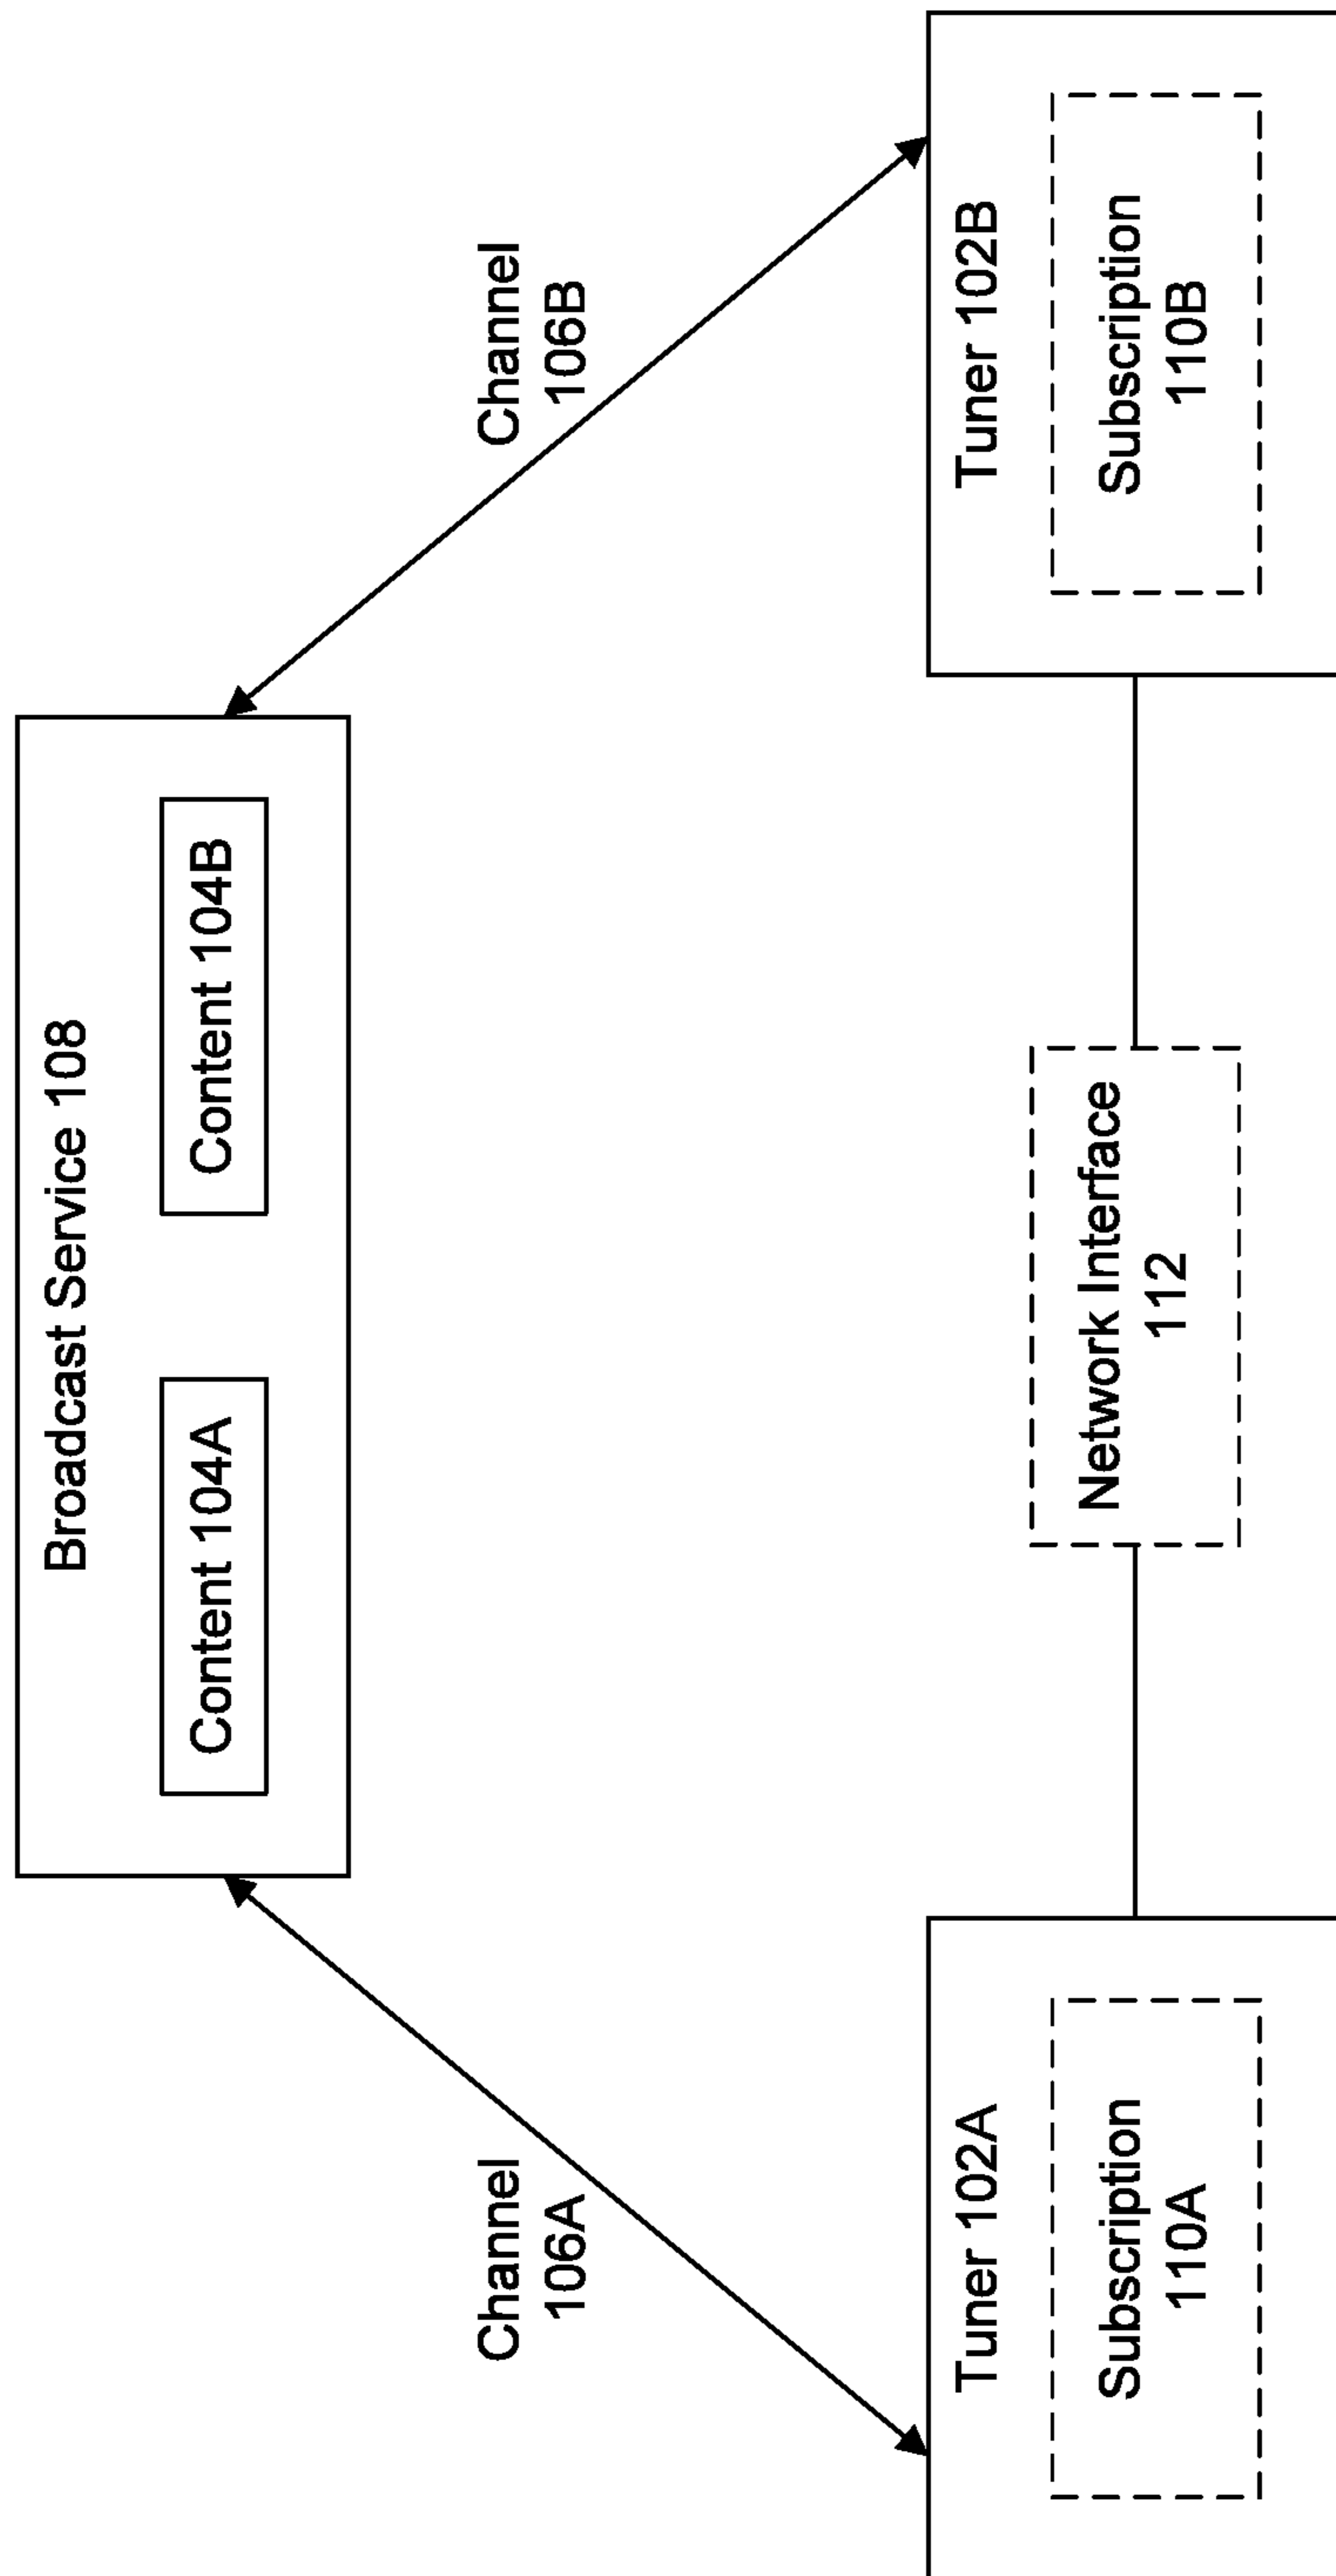 Broadcast Service 108
Content 104A
Content 104B
Channel
106A
Channel
106B
Tuner 102A
Subscription
110A
Network Interface
112
Tuner 102B
Subscription
110B